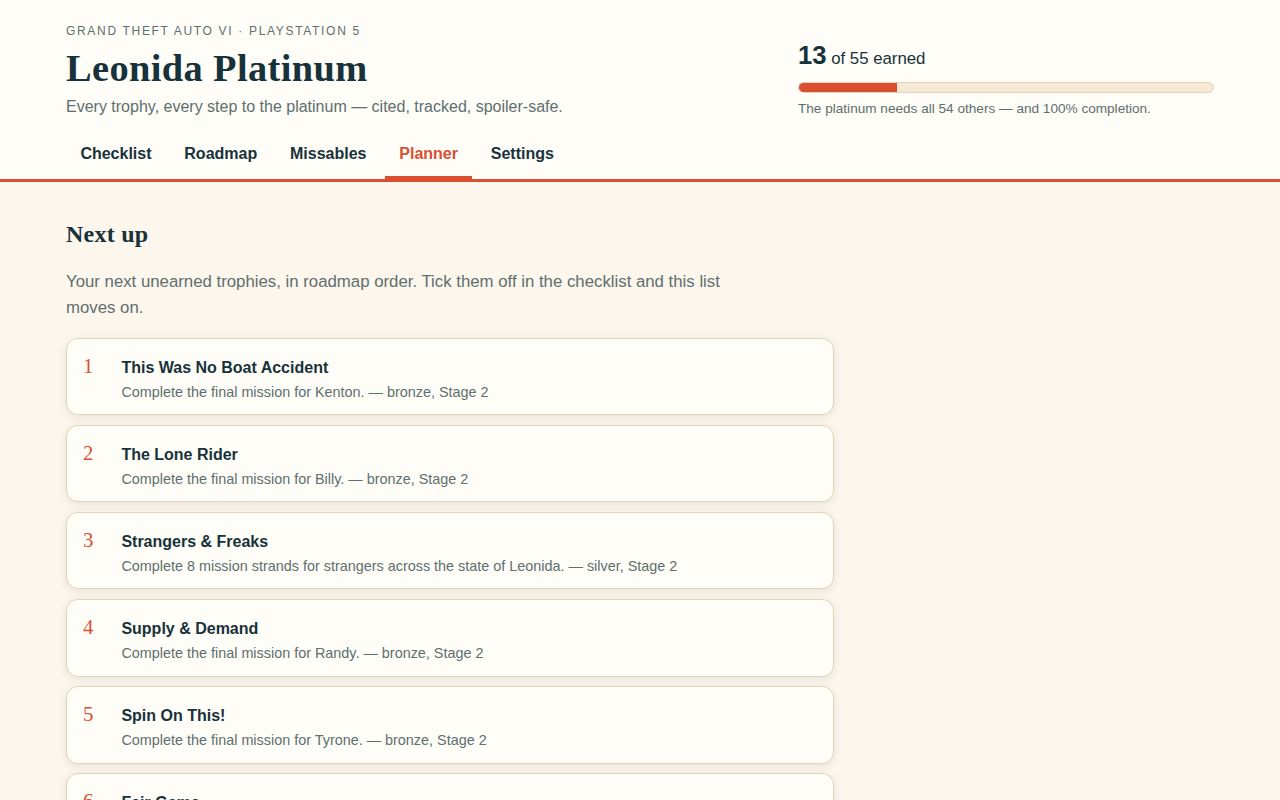 GRAND THEFT AUTO VI · PLAYSTATION 5
Leonida Platinum
Every trophy, every step to the platinum — cited, tracked, spoiler-safe.
13 of 55 earned
The platinum needs all 54 others — and 100% completion.
Checklist Roadmap Missables Planner Settings
Next up
Your next unearned trophies, in roadmap order. Tick them off in the checklist and this list
moves on.
1 This Was No Boat Accident
Complete the final mission for Kenton. — bronze, Stage 2
2 The Lone Rider
Complete the final mission for Billy. — bronze, Stage 2
3 Strangers & Freaks
Complete 8 mission strands for strangers across the state of Leonida. — silver, Stage 2
4 Supply & Demand
Complete the final mission for Randy. — bronze, Stage 2
5 Spin On This!
Complete the final mission for Tyrone. — bronze, Stage 2
6 Fair Game